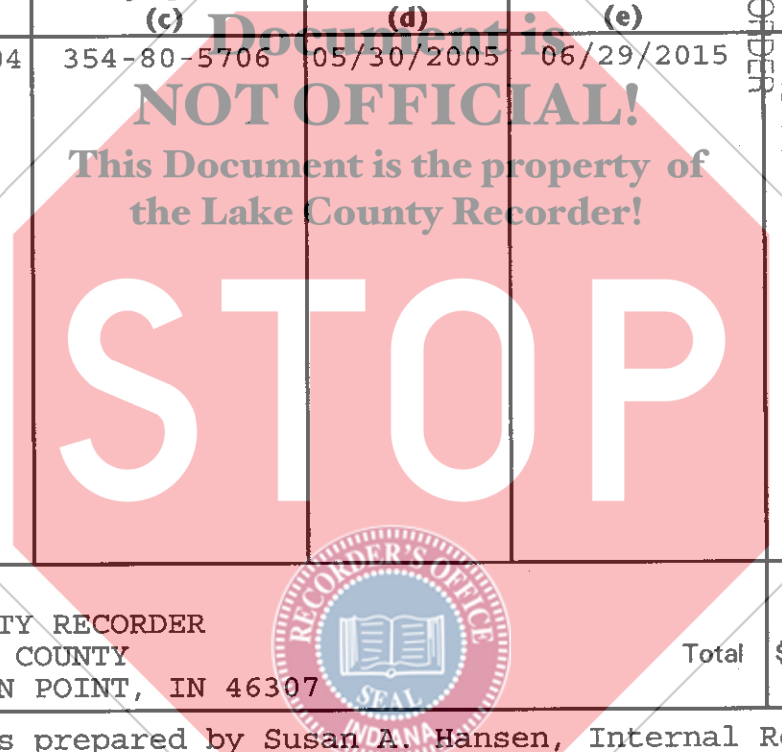 (c) (d) (e)
Document is
04 354-80-5706 05/30/2005 06/29/2015
ORDER
NOT OFFICIAL!
This Document is the property of
the Lake County Recorder!
STOP
RECORDER'S OFFICE
SEAL
INDIANA
TY RECORDER
COUNTY
N POINT, IN 46307
Total $
s prepared by Susan A. Hansen, Internal Re